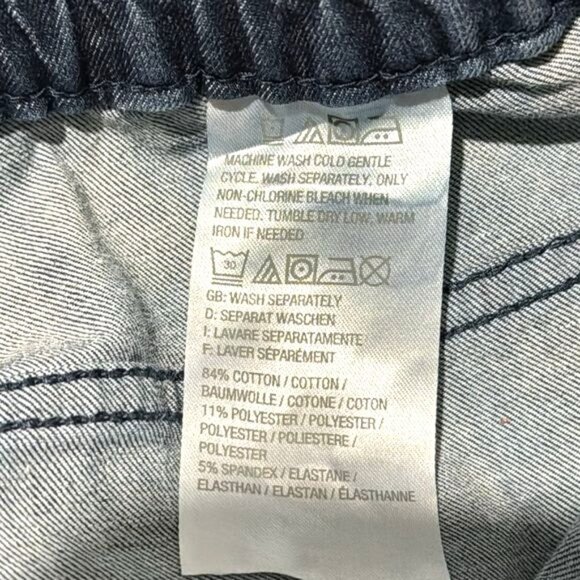 MACHINE WASH COLD GENTLE
CYCLE. WASH SEPARATELY. ONLY
NON-CHLORINE BLEACH WHEN
NEEDED. TUMBLE DRY LOW. WARM
IRON IF NEEDED
30
GB: WASH SEPARATELY
D: SEPARAT WASCHEN
I: LAVARE SEPARATAMENTE
F: LAVER SÉPARÉMENT
84% COTTON / COTTON /
BAUMWOLLE / COTONE / COTON
11% POLYESTER / POLYESTER /
POLYESTER / POLIESTERE /
POLYESTER
5% SPANDEX / ELASTANE /
ELASTHAN / ELASTAN / ÉLASTHANNE